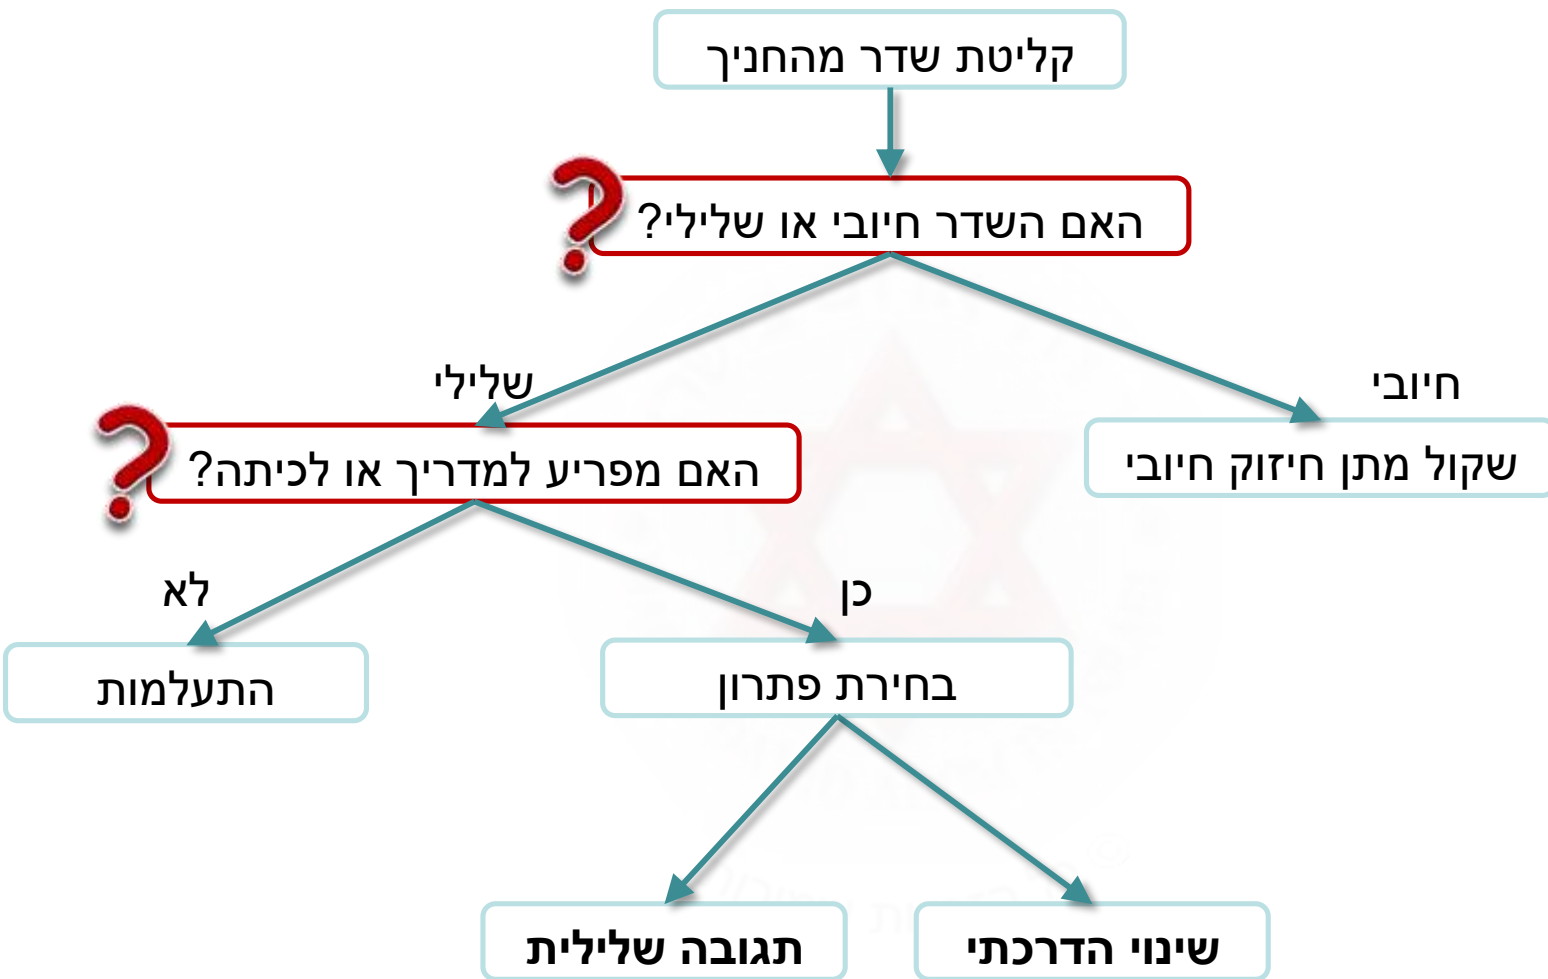 קליטת שדר מהחניך
האם השדר חיובי או שלילי?
חיובי
שלילי
שקול מתן חיזוק חיובי
האם מפריע למדריך או לכיתה?
כן
לא
בחירת פתרון
התעלמות
שינוי הדרכתי
תגובה שלילית